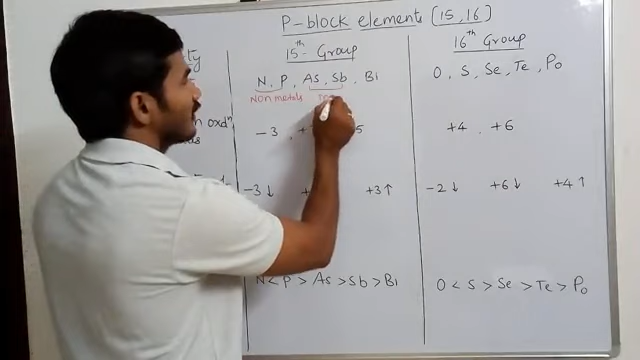 P-block elements [15, 16]
15th Group
16th Group
N, P, As, Sb, Bi
O, S, Se, Te, Po
Non metals
-3
+4, +6
-3↓
+3↑
-2↓ +6↓ +4↑
N < P > As > Sb > Bi
O < S > Se > Te > Po